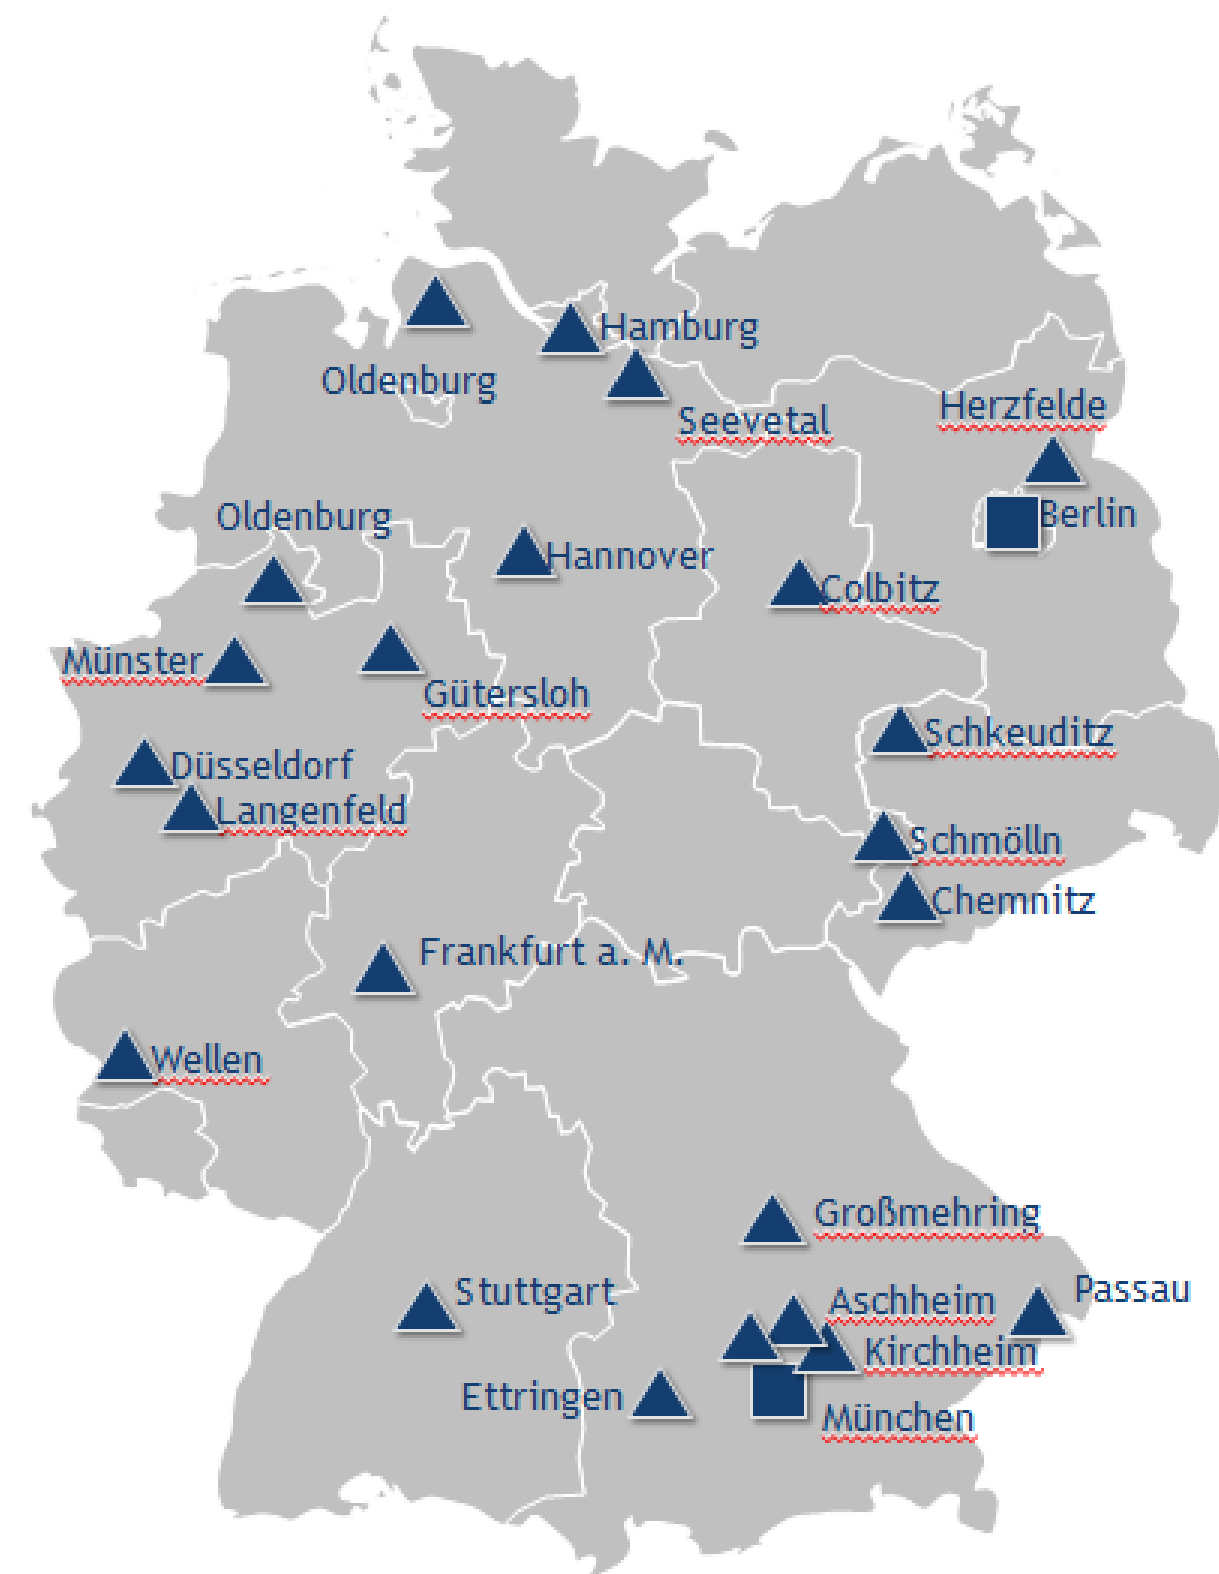 Hamburg
Oldenburg
Seevetal
Herzfelde
Oldenburg
Berlin
Hannover
Colbitz
Münster
Gütersloh
Schkeuditz
Düsseldorf
Langenfeld
Schmölln
Chemnitz
Frankfurt a. M.
Wellen
Großmehring
Passau
Stuttgart
Aschheim
Kirchheim
Ettringen
München